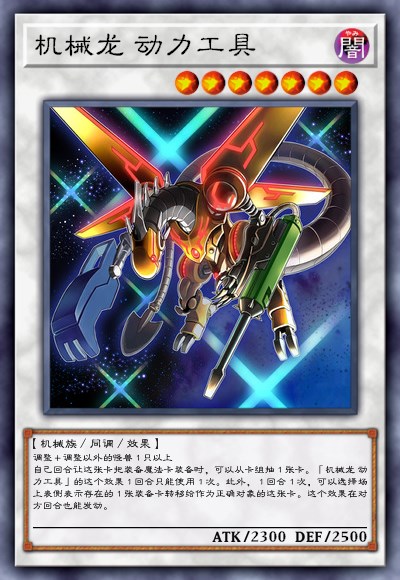 机械龙 动力工具
やみ
闇
【机械族／同调／效果】
调整＋调整以外的怪兽1只以上
自己回合让这张卡把装备魔法卡装备时，可以从卡组抽1张卡。「机械龙 动
力工具」的这个效果1回合只能使用1次。此外，1回合1次，可以选择场
上表侧表示存在的1张装备卡转移给作为正确对象的这张卡。这个效果在对
方回合也能发动。
ATK/2300 DEF/2500